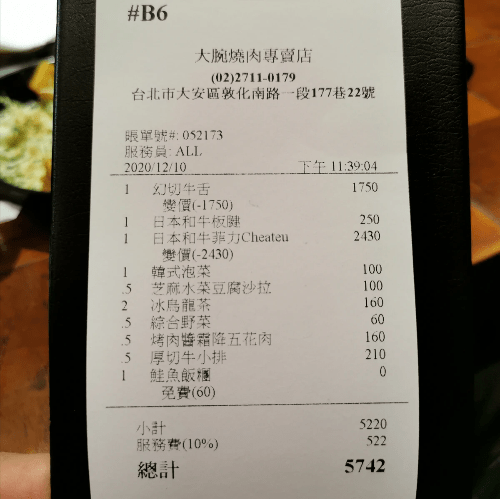 #B6
大腕燒肉專賣店
(02)2711-0179
台北市大安區敦化南路一段177巷22號
賬單號#: 052173
服務員: ALL
2020/12/10 下午 11:39:04
1 幻切牛舌 1750
變價(-1750)
1 日本和牛板腱 250
1 日本和牛菲力Cheateu 2430
變價(-2430)
1 韓式泡菜 100
.5 芝麻水菜豆腐沙拉 100
2 冰烏龍茶 160
.5 綜合野菜 60
.5 烤肉醬霜降五花肉 160
.5 厚切牛小排 210
1 鮭魚飯糰 0
免費(60)
小計 5220
服務費(10%) 522
總計 5742